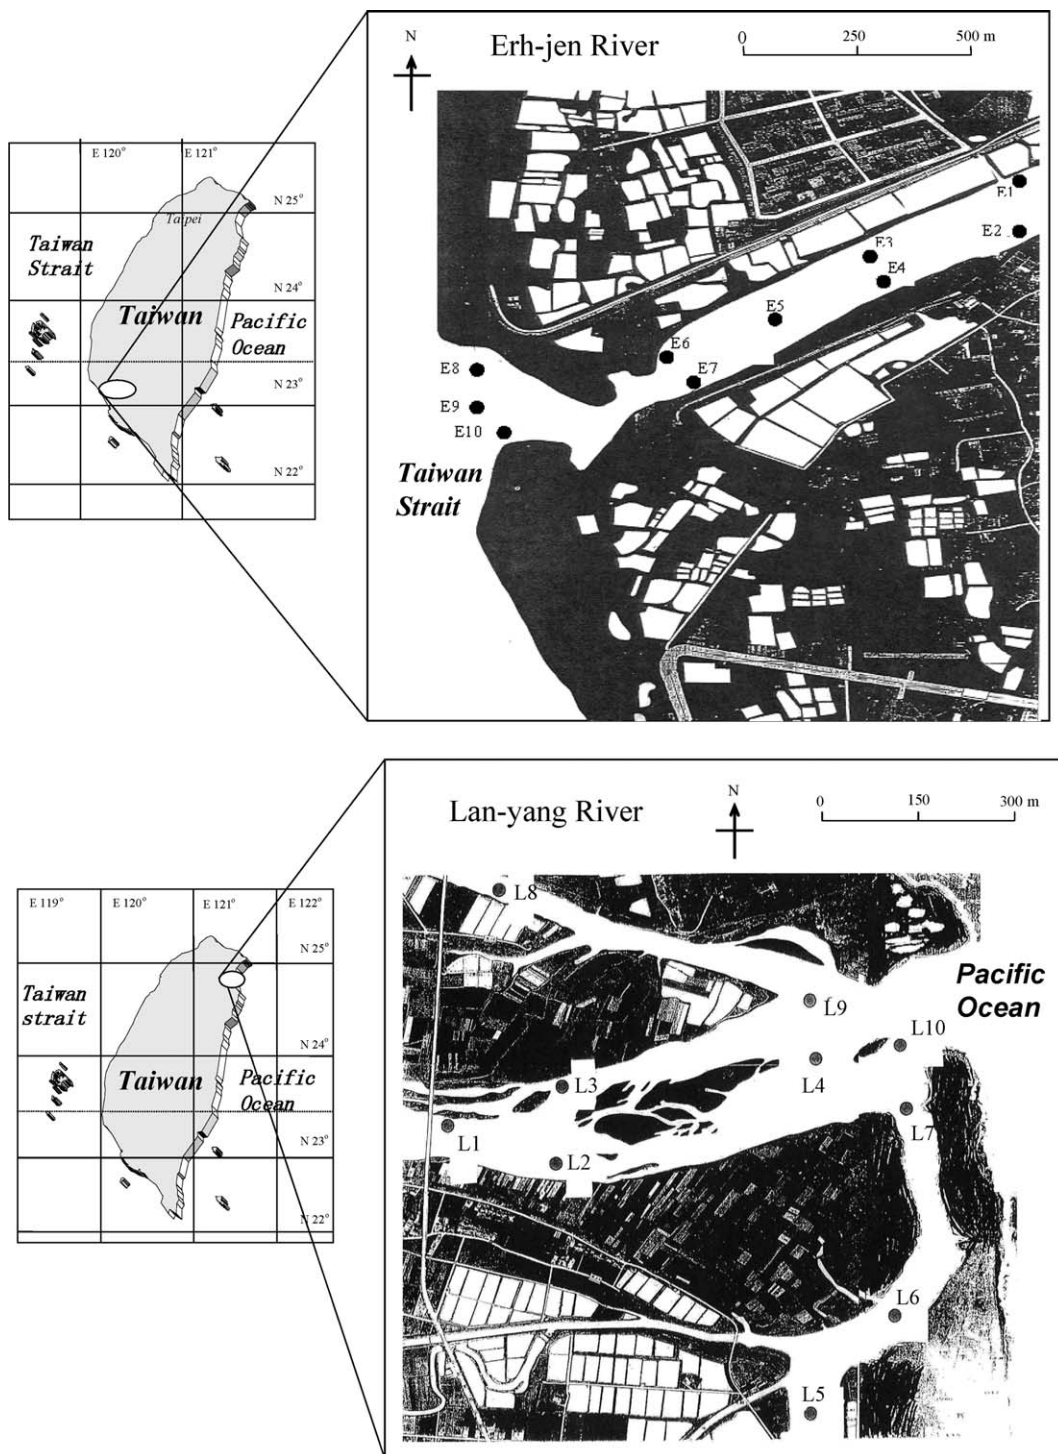 N
Erh-jen River
0 250 500 m
E 120°
E 121°
N 25°
Taipei
Taiwan
Strait
N 24°
Taiwan
Pacific
Ocean
N 23°
N 22°
E1
E2
E3
E4
E5
E6
E7
E8
E9
E10
Taiwan
Strait
N
Lan-yang River
0 150 300 m
E 119°
E 120°
E 121°
E 122°
N 25°
Taiwan
strait
N 24°
Taiwan
Pacific
Ocean
N 23°
N 22°
L8
Pacific
Ocean
L9
L10
L4
L3
L7
L1
L2
L6
L5